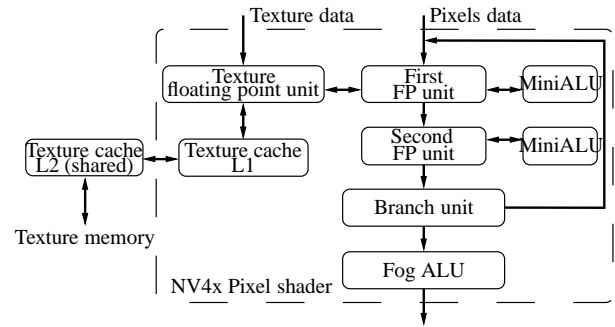 Texture data
Pixels data
Texture
floating point unit
First
FP unit
MiniALU
Second
FP unit
MiniALU
Texture cache
L2 (shared)
Texture cache
L1
Branch unit
Texture memory
Fog ALU
NV4x Pixel shader